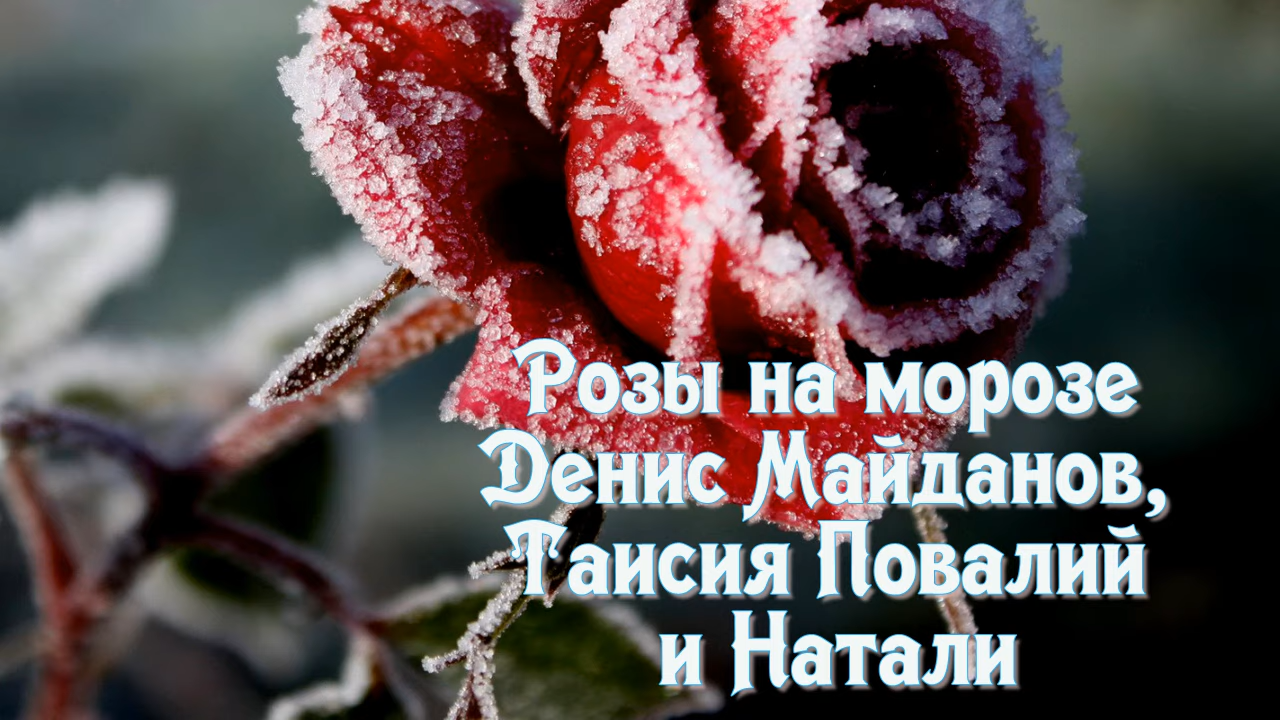 Розы на морозе
Денис Майданов,
Таисия Повалий
и Натали